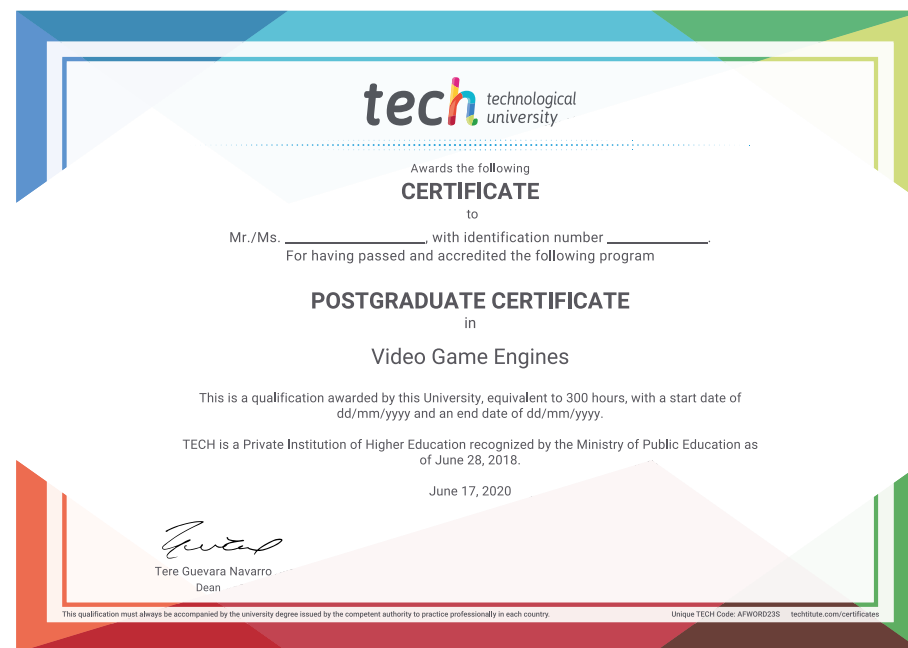 tech technological
university
Awards the following
CERTIFICATE
to
Mr./Ms. ____________________, with identification number ______________.
For having passed and accredited the following program
POSTGRADUATE CERTIFICATE
in
Video Game Engines
This is a qualification awarded by this University, equivalent to 300 hours, with a start date of
dd/mm/yyyy and an end date of dd/mm/yyyy.
TECH is a Private Institution of Higher Education recognized by the Ministry of Public Education as
of June 28, 2018.
June 17, 2020
Tere Guevara Navarro
Dean
This qualification must always be accompanied by the university degree issued by the competent authority to practice professionally in each country. Unique TECH Code: AFWORD23S techtitute.com/certificates